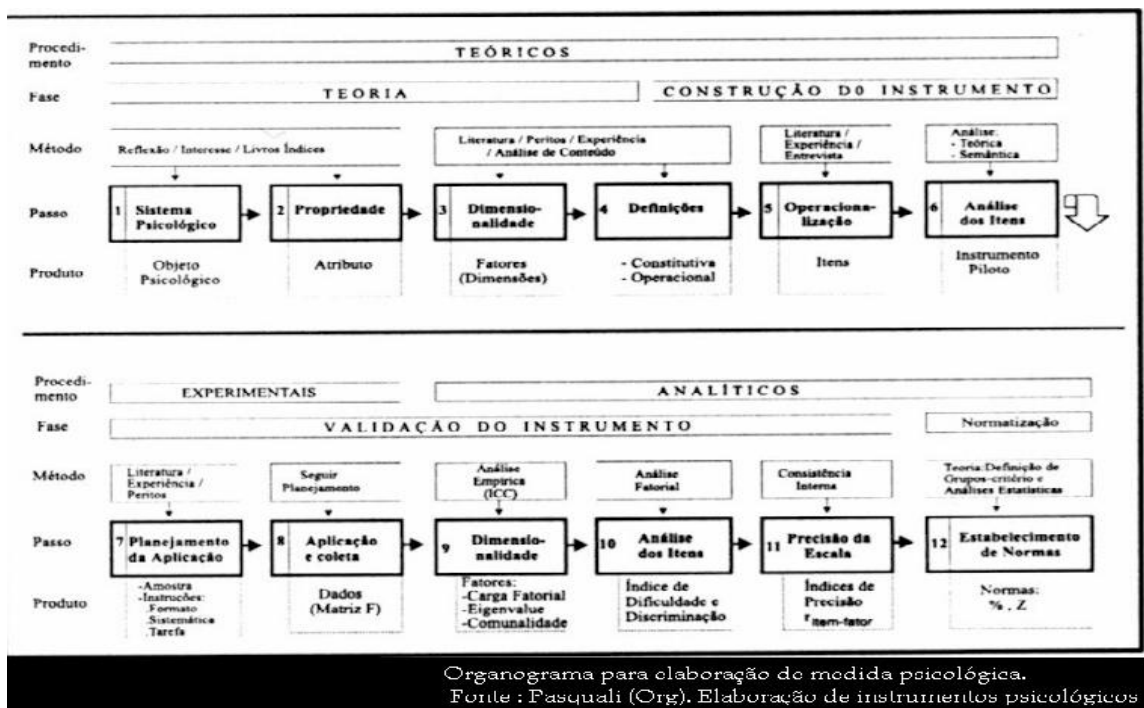 Procedi-
mento
TEÓRICOS
Fase
TEORIA
CONSTRUÇÃO DO INSTRUMENTO
Método
Reflexão / Interesse / Livros Índices
Literatura / Peritos / Experiência
/ Análise de Conteúdo
Literatura /
Experiência /
Entrevista
Análise:
- Teórica
- Semântica
Passo
1 Sistema
Psicológico
2 Propriedade
3 Dimensio-
nalidade
4 Definições
5 Operaciona-
lização
6 Análise
dos Itens
Produto
Objeto
Psicológico
Atributo
Fatores
(Dimensões)
- Constitutiva
- Operacional
Itens
Instrumento
Piloto
Procedi-
mento
EXPERIMENTAIS
ANALÍTICOS
Fase
VALIDAÇÃO DO INSTRUMENTO
Normatização
Método
Literatura /
Experiência /
Peritos
Seguir
Planejamento
Análise
Empírica
(ICC)
Análise
Fatorial
Consistência
Interna
Teoria: Definição de
Grupos-critério e
Análises Estatísticas
Passo
7 Planejamento
da Aplicação
8 Aplicação
e coleta
9 Dimensio-
nalidade
10 Análise
dos Itens
11 Precisão da
Escala
12 Estabelecimento
de Normas
Produto
-Amostra
-Instruções:
.Formato
.Sistemática
.Tarefa
Dados
(Matriz F)
Fatores:
-Carga Fatorial
-Eigenvalue
-Comunalidade
Índice de
Dificuldade e
Discriminação
Índices de
Precisão
r item-fator
Normas:
% , Z
Organograma para elaboração de medida psicológica.
Fonte : Pasquali (Org). Elaboração de instrumentos psicológicos